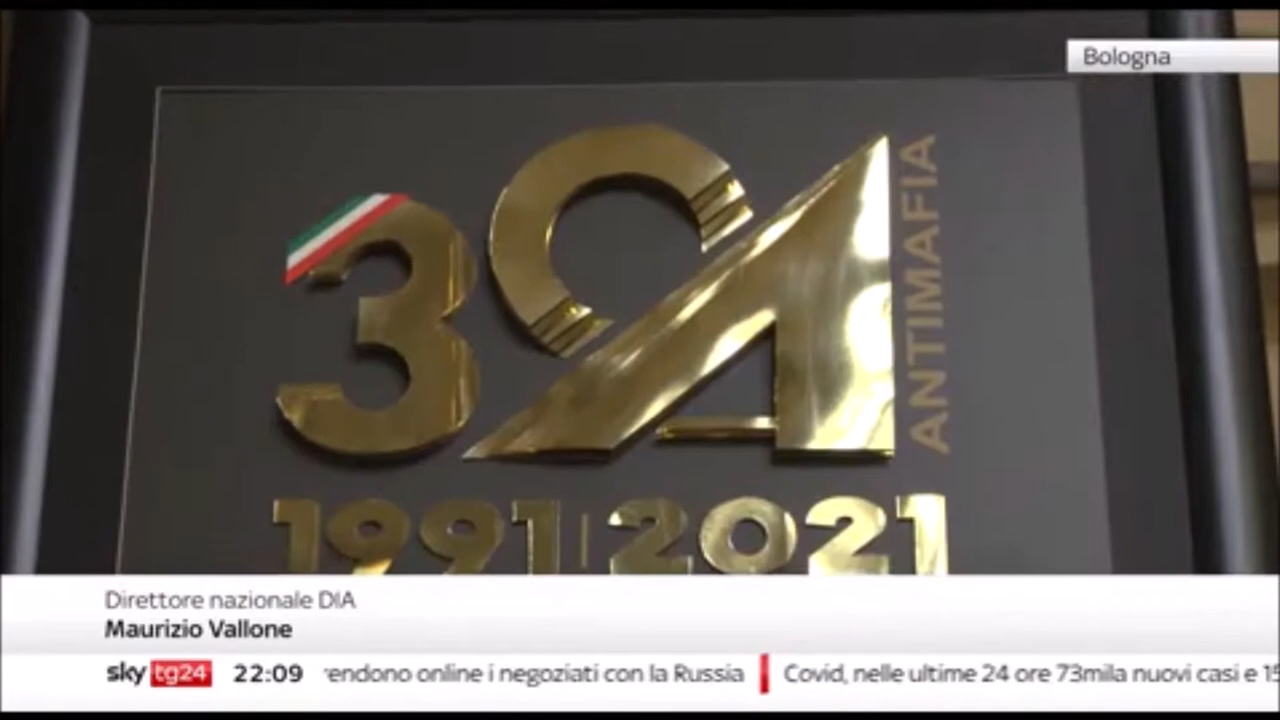 Bologna
30A
ANTIMAFIA
1991|2021
Direttore nazionale DIA
Maurizio Vallone
sky tg24 22:09 rendono online i negoziati con la Russia | Covid, nelle ultime 24 ore 73mila nuovi casi e